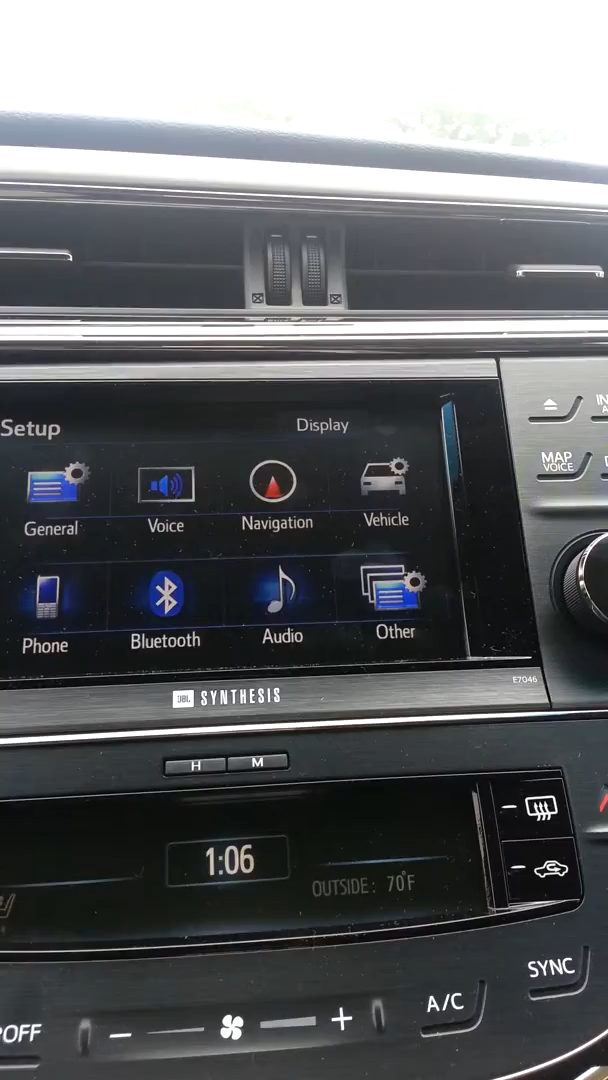 Setup
Display
General
Voice
Navigation
Vehicle
Phone
Bluetooth
Audio
Other
MAP
VOICE
E7046
JBL SYNTHESIS
H
M
1:06
OUTSIDE: 70°F
SYNC
A/C
OFF